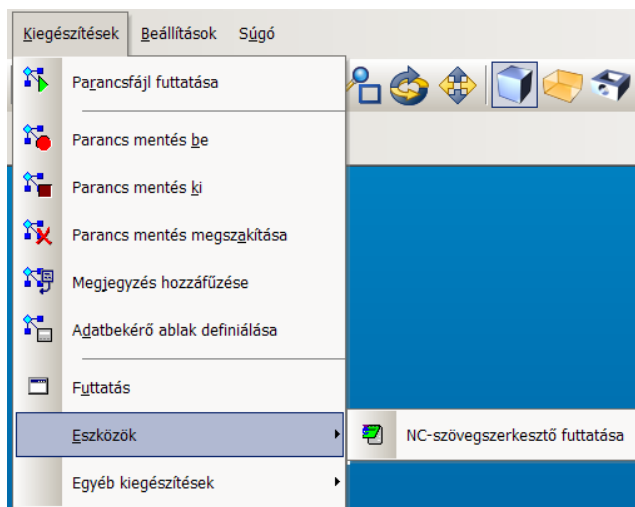 Kiegészítések Beállítások Súgó
Parancsfájl futtatása
Parancs mentés be
Parancs mentés ki
Parancs mentés megszakítása
Megjegyzés hozzáfűzése
Adatbekérő ablak definiálása
Futtatás
Eszközök NC-szövegszerkesztő futtatása
Egyéb kiegészítések